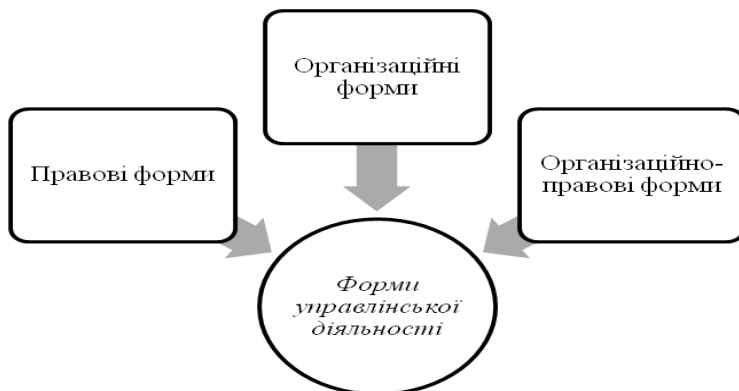 Організаційні
форми
Правові форми
Організаційно-
правові форми
Форми
управлінської
діяльності